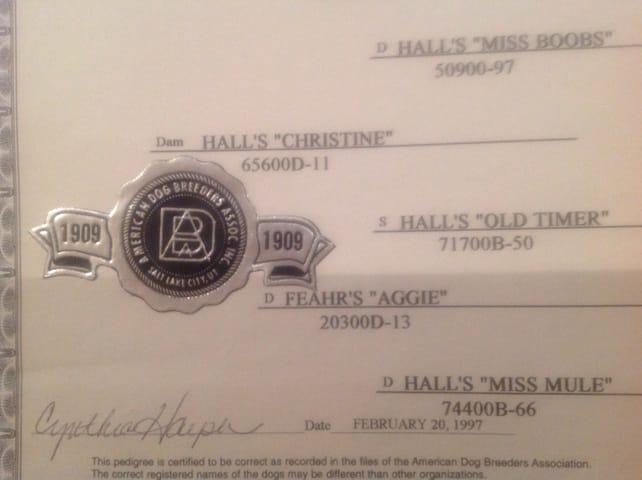 D HALL'S "MISS BOOBS"
50900-97
Dam HALL'S "CHRISTINE"
65600D-11
AMERICAN DOG BREEDERS ASSOC. INC.
1909 ADBA 1909
SALT LAKE CITY, UT
S HALL'S "OLD TIMER"
71700B-50
D FEAHR'S "AGGIE"
20300D-13
D HALL'S "MISS MULE"
74400B-66
Cynthia Harper Date FEBRUARY 20, 1997
This pedigree is certified to be correct as recorded in the files of the American Dog Breeders Association.
The correct registered names of the dogs may be different than other organizations.